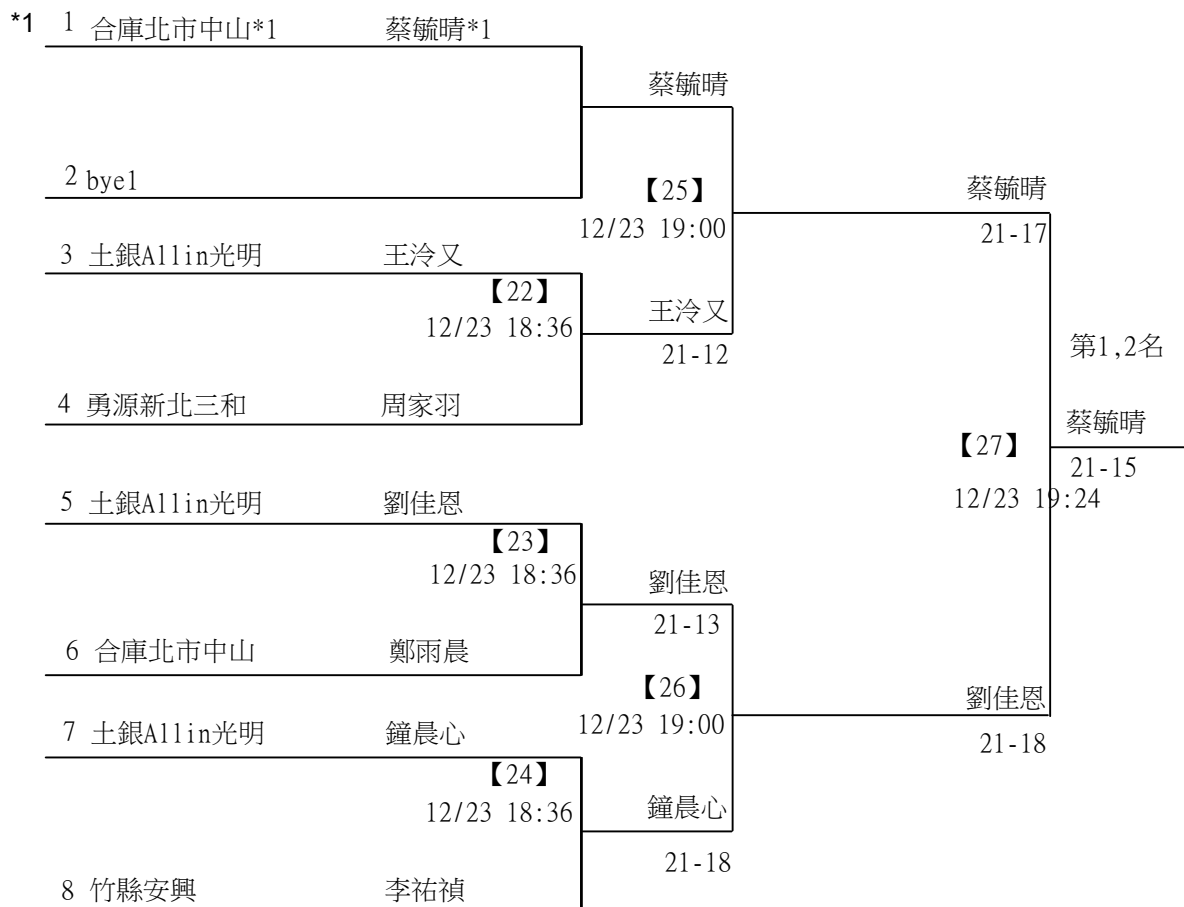 *1 1 合庫北市中山*1 蔡毓晴*1
蔡毓晴
2 bye1
【25】
蔡毓晴
12/23 19:00
21-17
3 土銀Allin光明 王泠又
【22】
王泠又
12/23 18:36
21-12
第1,2名
4 勇源新北三和 周家羽
蔡毓晴
【27】
21-15
12/23 19:24
5 土銀Allin光明 劉佳恩
【23】
12/23 18:36
劉佳恩
21-13
6 合庫北市中山 鄭雨晨
【26】
劉佳恩
12/23 19:00
21-18
7 土銀Allin光明 鐘晨心
【24】
12/23 18:36
鐘晨心
21-18
8 竹縣安興 李祐禎